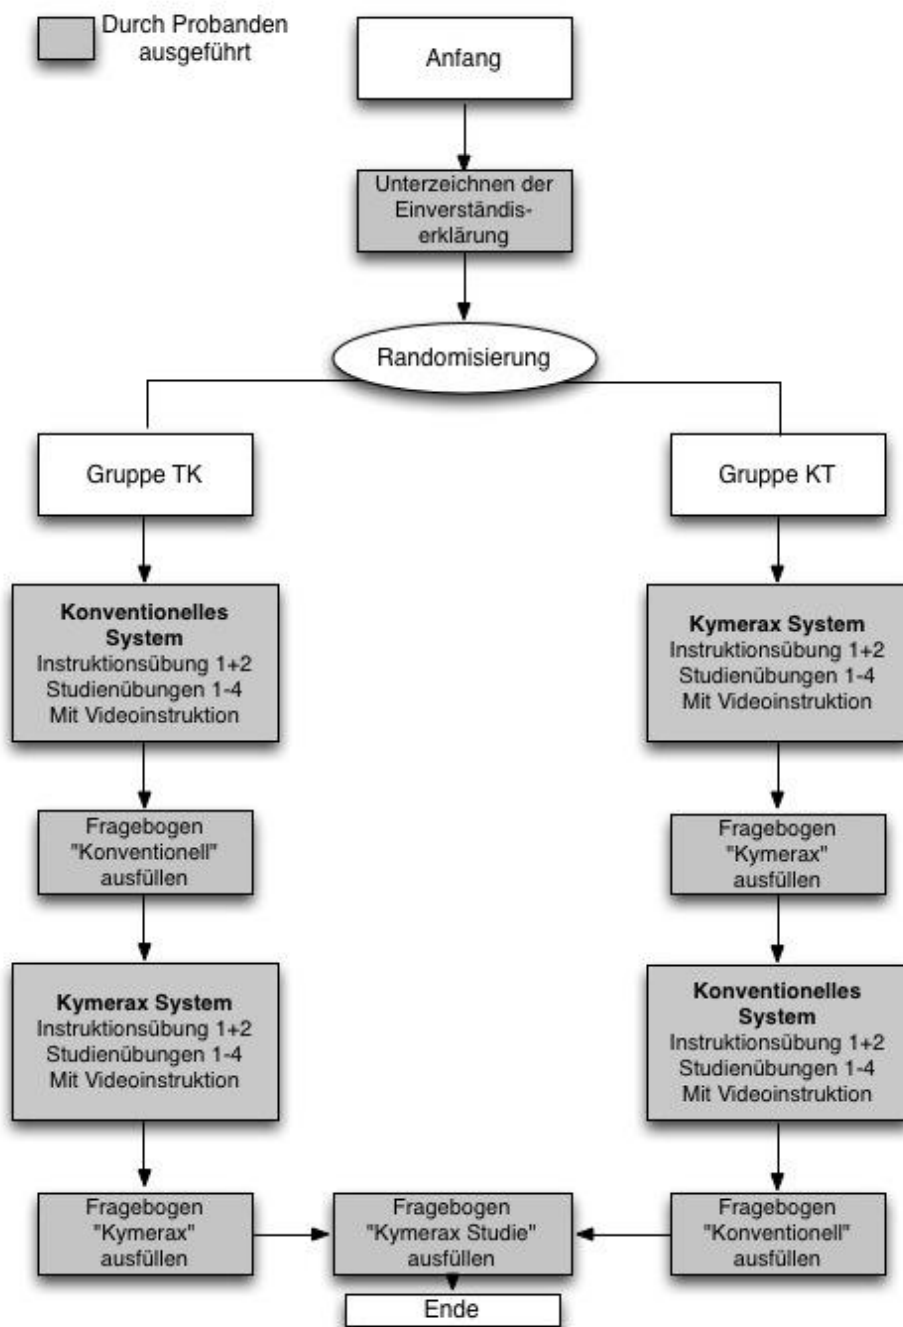 Durch Probanden
ausgeführt
Anfang
Unterzeichnen der
Einverständis-
erklärung
Randomisierung
Gruppe TK
Konventionelles
System
Instruktionsübung 1+2
Studienübungen 1-4
Mit Videoinstruktion
Fragebogen
"Konventionell"
ausfüllen
Kymerax System
Instruktionsübung 1+2
Studienübungen 1-4
Mit Videoinstruktion
Fragebogen
"Kymerax"
ausfüllen
Gruppe KT
Kymerax System
Instruktionsübung 1+2
Studienübungen 1-4
Mit Videoinstruktion
Fragebogen
"Kymerax"
ausfüllen
Konventionelles
System
Instruktionsübung 1+2
Studienübungen 1-4
Mit Videoinstruktion
Fragebogen
"Konventionell"
ausfüllen
Fragebogen
"Kymerax Studie"
ausfüllen
Ende